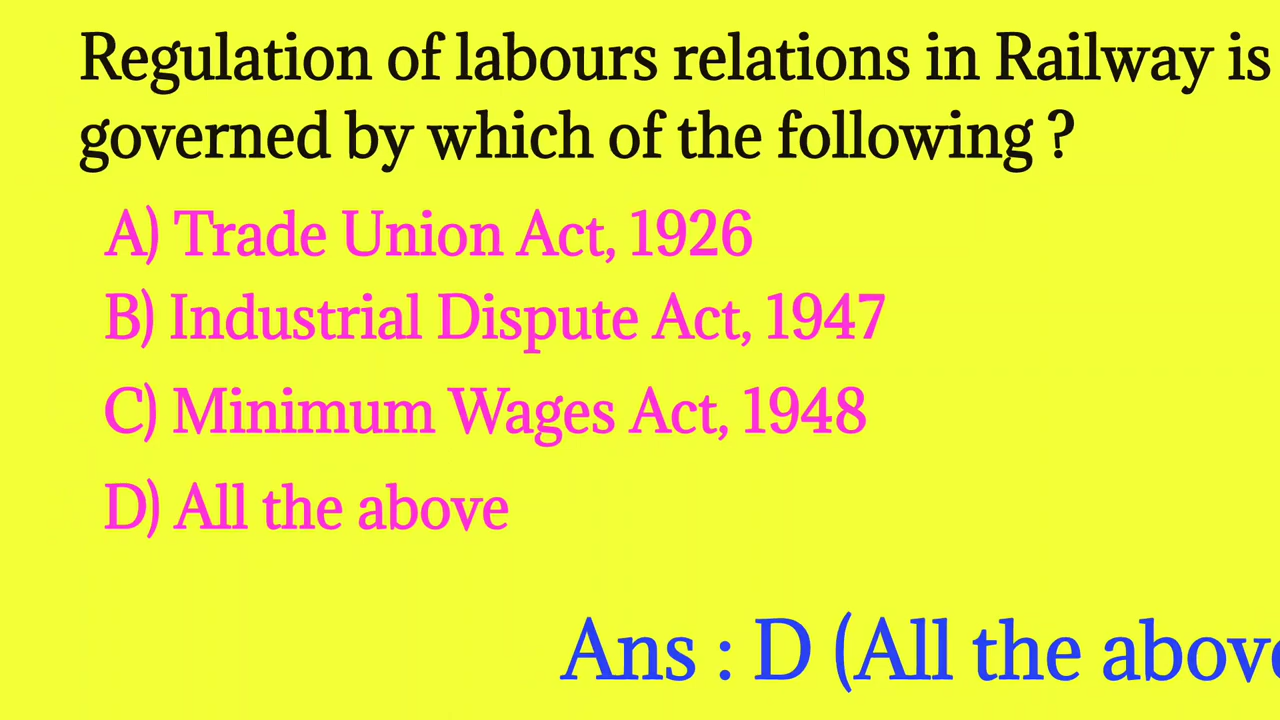 Regulation of labours relations in Railway is
governed by which of the following ?
A) Trade Union Act, 1926
B) Industrial Dispute Act, 1947
C) Minimum Wages Act, 1948
D) All the above
Ans : D (All the above